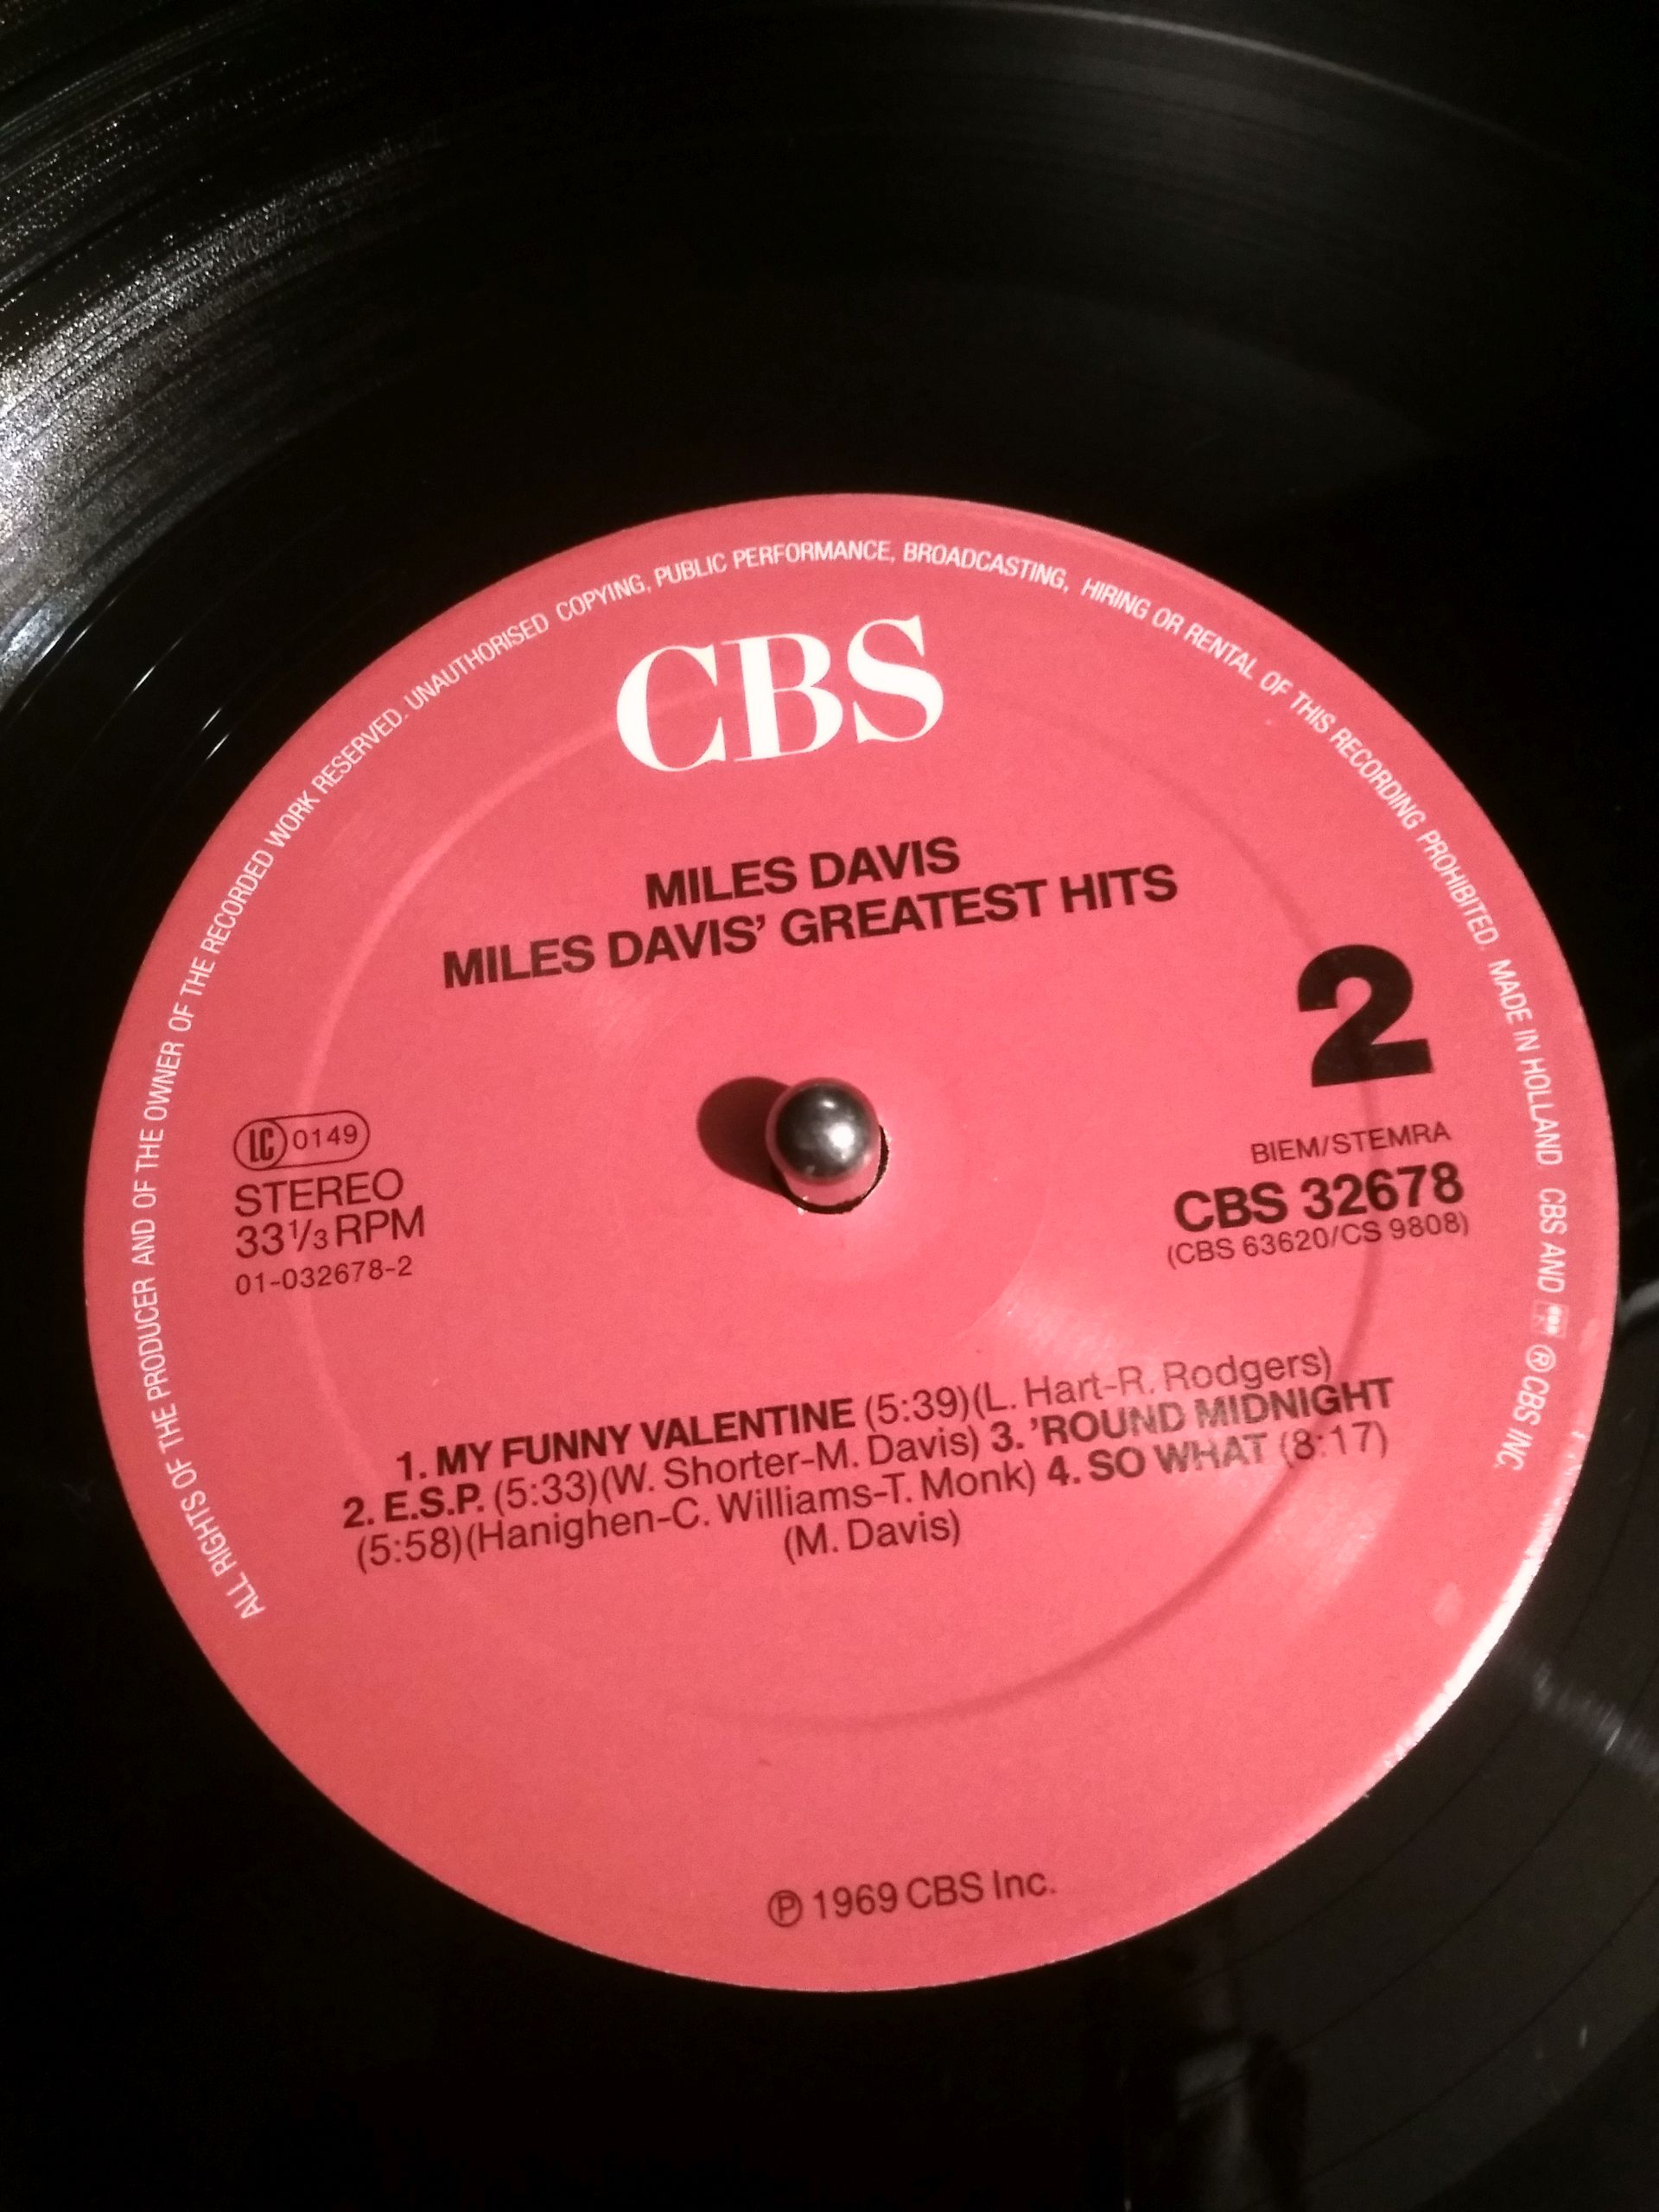 ALL RIGHTS OF THE PRODUCER AND OF THE OWNER OF THE RECORDED WORK RESERVED. UNAUTHORISED COPYING, PUBLIC PERFORMANCE, BROADCASTING, HIRING OR RENTAL OF THIS RECORDING PROHIBITED. MADE IN HOLLAND CBS AND ® CBS INC.
CBS
MILES DAVIS
MILES DAVIS' GREATEST HITS
2
LC 0149
STEREO
33 1/3 RPM
01-032678-2
BIEM/STEMRA
CBS 32678
(CBS 63620/CS 9808)
1. MY FUNNY VALENTINE (5:39)(L. Hart-R. Rodgers)
2. E.S.P. (5:33)(W. Shorter-M. Davis) 3. 'ROUND MIDNIGHT
(5:58)(Hanighen-C. Williams-T. Monk) 4. SO WHAT (8:17)
(M. Davis)
℗ 1969 CBS Inc.